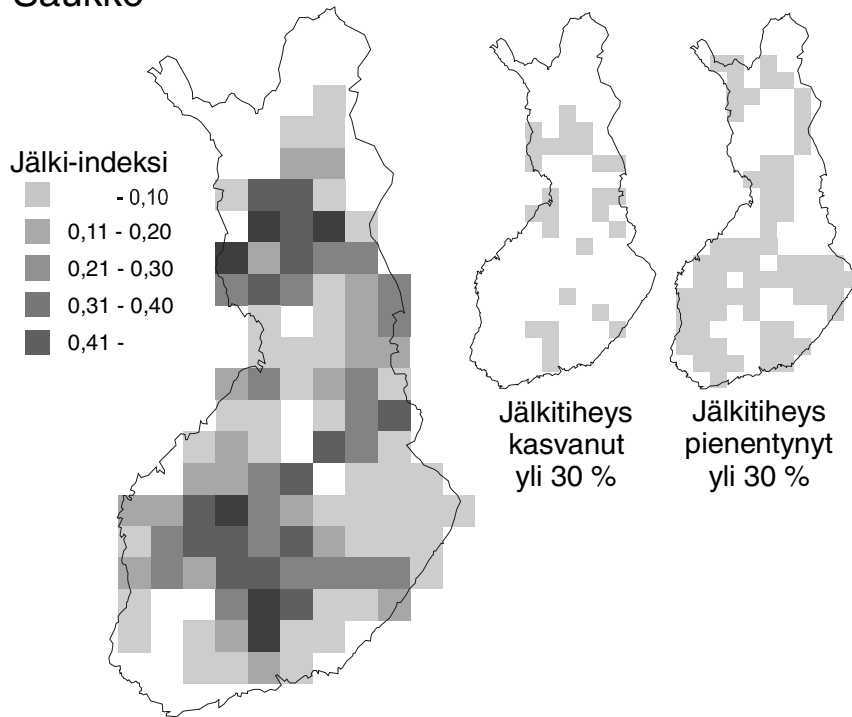 Saukko
Jälki-indeksi
- 0,10
0,11 - 0,20
0,21 - 0,30
0,31 - 0,40
0,41 -
Jälkitiheys
kasvanut
yli 30 %
Jälkitiheys
pienentynyt
yli 30 %